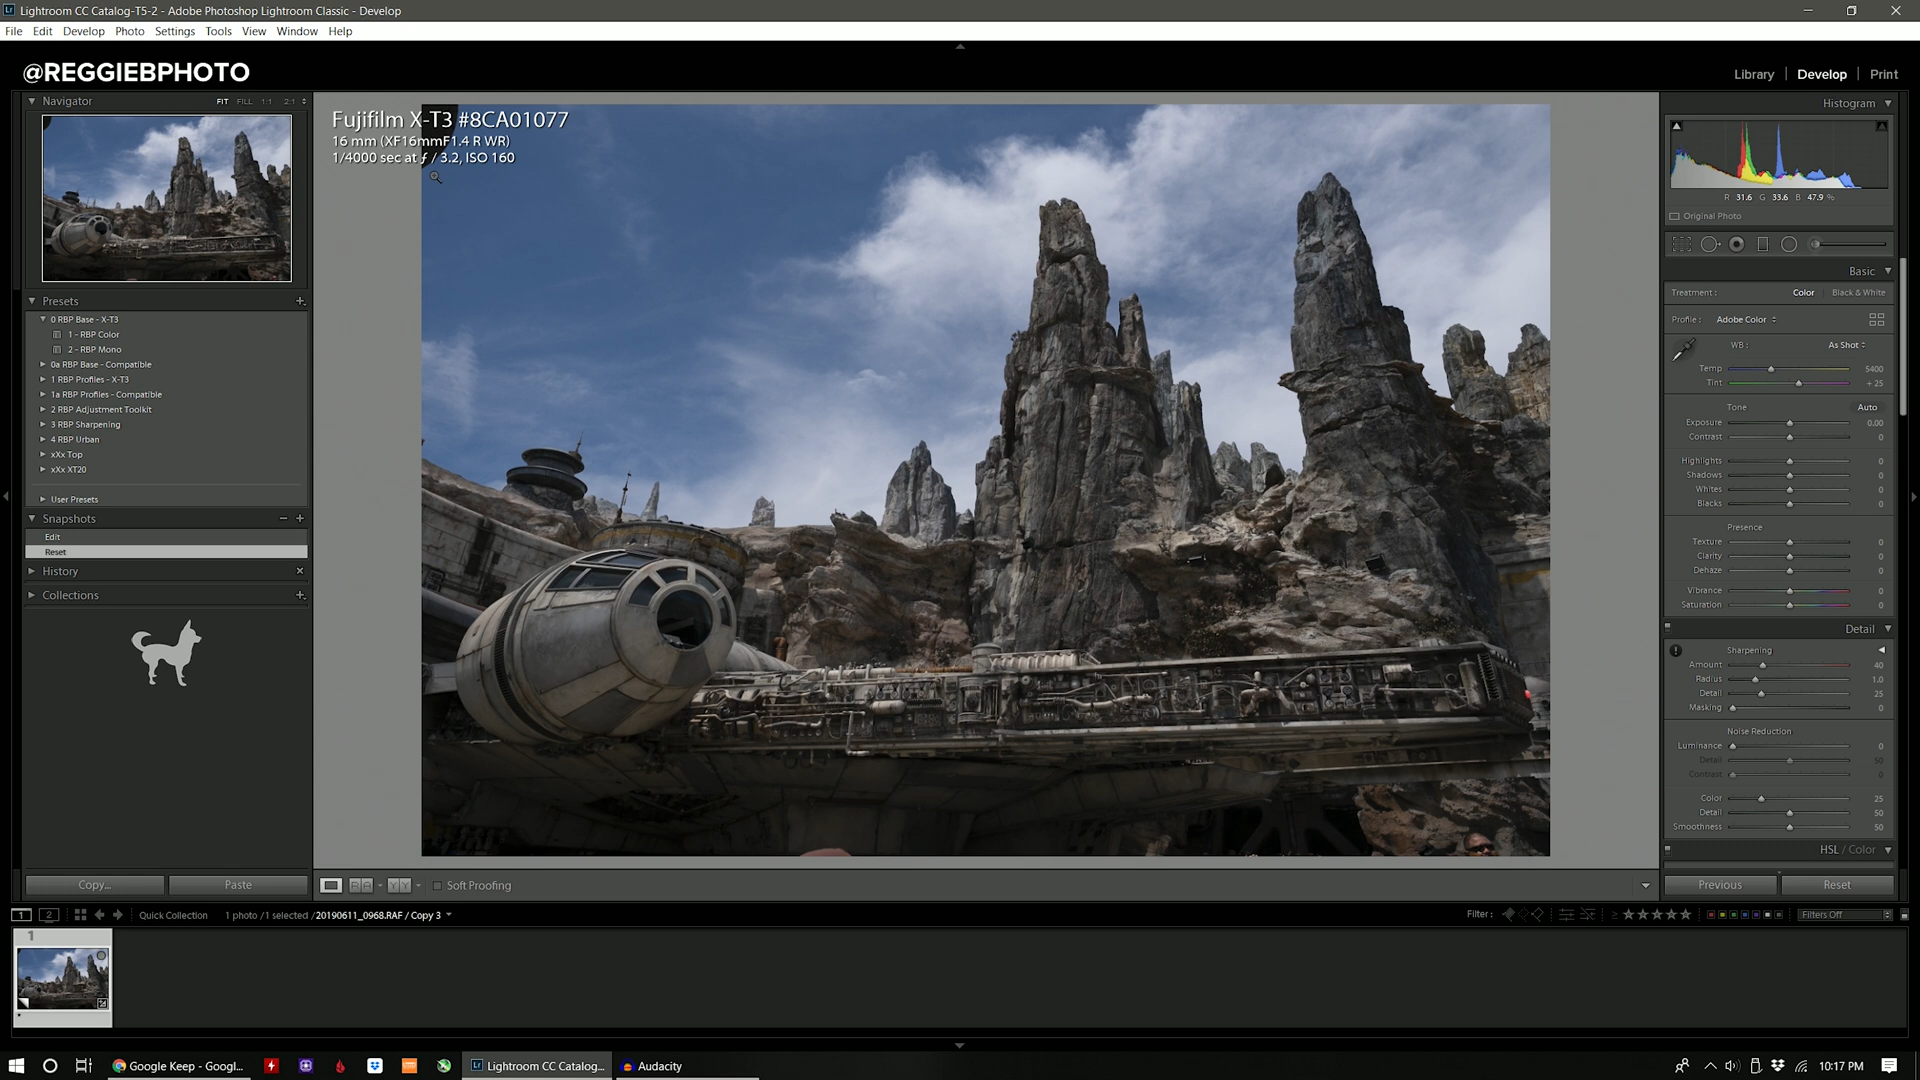 Lightroom CC Catalog-T5-2 - Adobe Photoshop Lightroom Classic - Develop
File Edit Develop Photo Settings Tools View Window Help
@REGGIEBPHOTO
Library | Develop | Print
Navigator FIT FILL 1:1 2:1
Fujifilm X-T3 #8CA01077
16 mm (XF16mmF1.4 R WR)
1/4000 sec at ƒ / 3.2, ISO 160
Presets
0 RBP Base - X-T3
1 - RBP Color
2 - RBP Mono
0a RBP Base - Compatible
1 RBP Profiles - X-T3
1a RBP Profiles - Compatible
2 RBP Adjustment Toolkit
3 RBP Sharpening
4 RBP Urban
xXx Top
xXx XT20
User Presets
Snapshots
Edit
Reset
History
Collections
Copy... Paste
Soft Proofing
Histogram
R 31.6 G 33.6 B 47.9 %
Original Photo
Basic
Treatment : Color Black & White
Profile : Adobe Color
WB : As Shot
Temp 5400
Tint + 25
Tone Auto
Exposure 0.00
Contrast 0
Highlights 0
Shadows 0
Whites 0
Blacks 0
Presence
Texture 0
Clarity 0
Dehaze 0
Vibrance 0
Saturation 0
Detail
Sharpening
Amount 40
Radius 1.0
Detail 25
Masking 0
Noise Reduction
Luminance 0
Detail 50
Contrast 0
Color 25
Detail 50
Smoothness 50
HSL / Color
Previous Reset
1 2 Quick Collection 1 photo / 1 selected / 20190611_0968.RAF / Copy 3 Filter : Filters Off
1
Google Keep - Googl... Lightroom CC Catalog... Audacity 10:17 PM